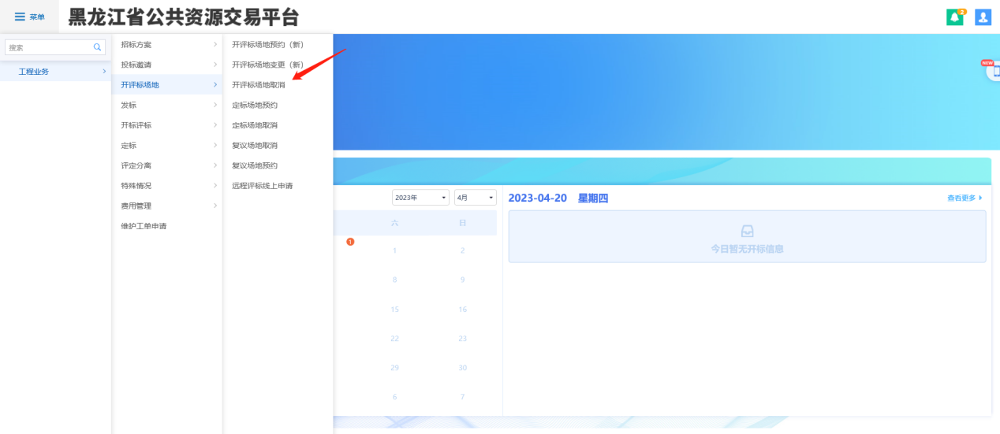 菜单
黑龙江省公共资源交易平台
2
搜索
工程业务
招标方案
投标邀请
开评标场地
发标
开标评标
定标
评定分离
特殊情况
费用管理
维护工单申请
开评标场地预约（新）
开评标场地变更（新）
开评标场地取消
定标场地预约
定标场地取消
复议场地取消
复议场地预约
远程评标线上申请
NEW
2023年 4月
六 日
1
1 2
8 9
15 16
22 23
29 30
6 7
2023-04-20 星期四
查看更多
今日暂无开标信息